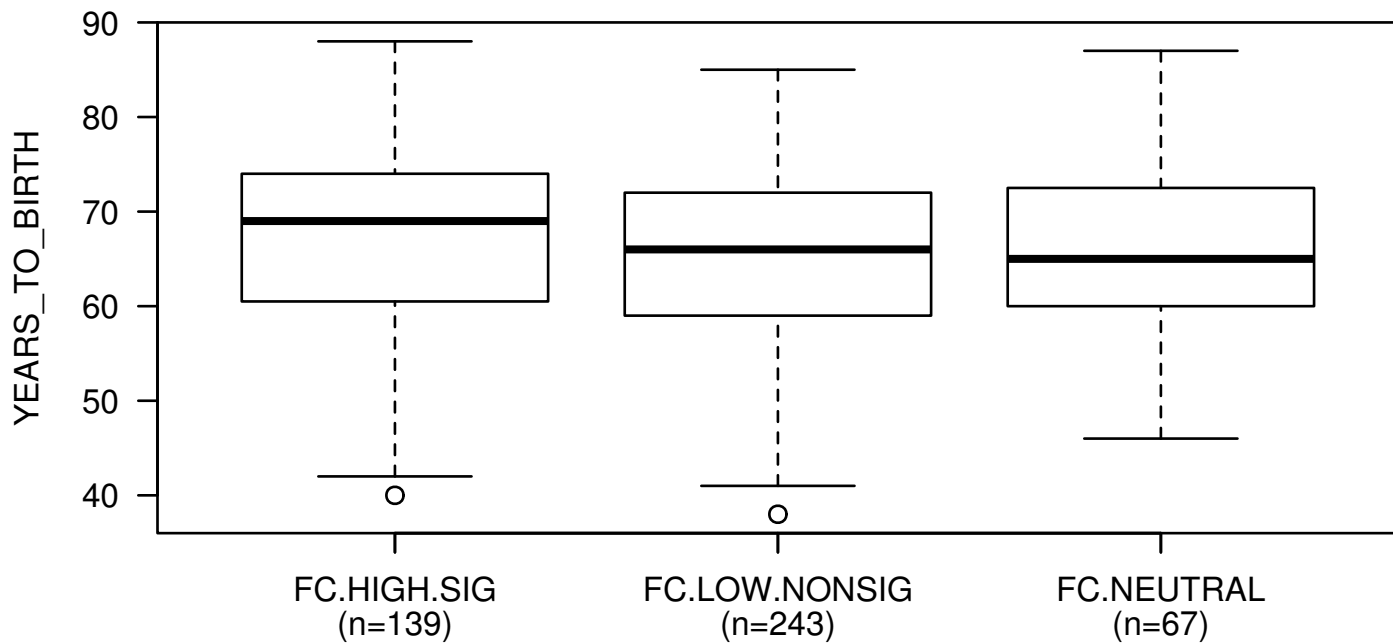 YEARS_TO_BIRTH
90
80
70
60
50
40
FC.HIGH.SIG
(n=139)
FC.LOW.NONSIG
(n=243)
FC.NEUTRAL
(n=67)